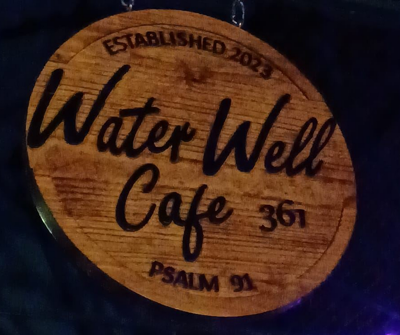 ESTABLISHED 2023
Water Well
Cafe 361
PSALM 91